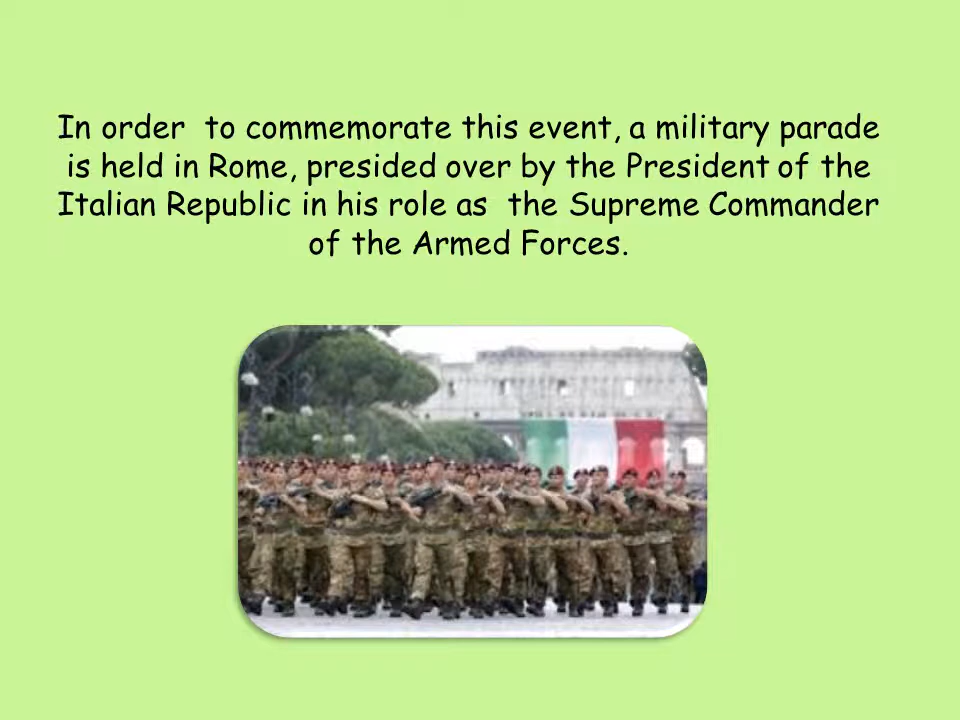 In order  to commemorate this event, a military parade
is held in Rome, presided over by the President of the
Italian Republic in his role as  the Supreme Commander
of the Armed Forces.